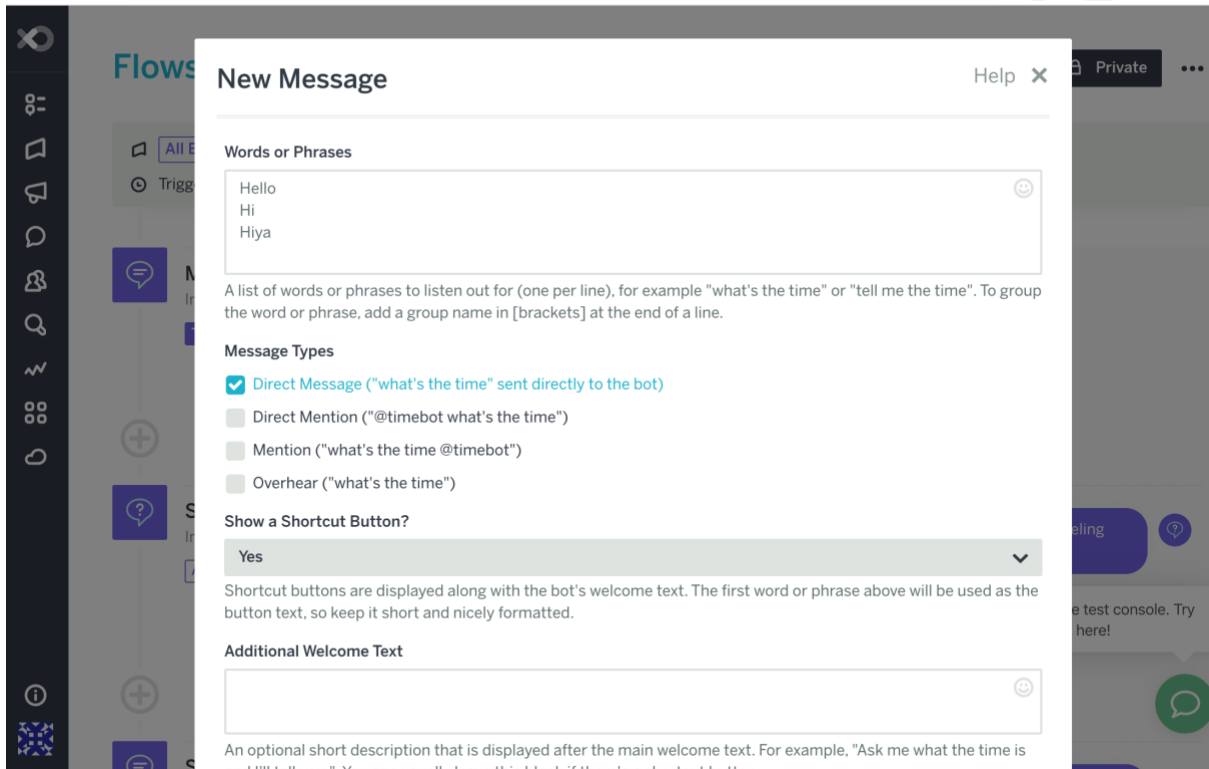 Flows
New Message
Help
Private
All
Trigg
Words or Phrases
Hello
Hi
Hiya
A list of words or phrases to listen out for (one per line), for example "what's the time" or "tell me the time". To group
the word or phrase, add a group name in [brackets] at the end of a line.
Message Types
Direct Message ("what's the time" sent directly to the bot)
Direct Mention ("@timebot what's the time")
Mention ("what's the time @timebot")
Overhear ("what's the time")
Show a Shortcut Button?
Yes
eling
Shortcut buttons are displayed along with the bot's welcome text. The first word or phrase above will be used as the
button text, so keep it short and nicely formatted.
e test console. Try
here!
Additional Welcome Text
An optional short description that is displayed after the main welcome text. For example, "Ask me what the time is